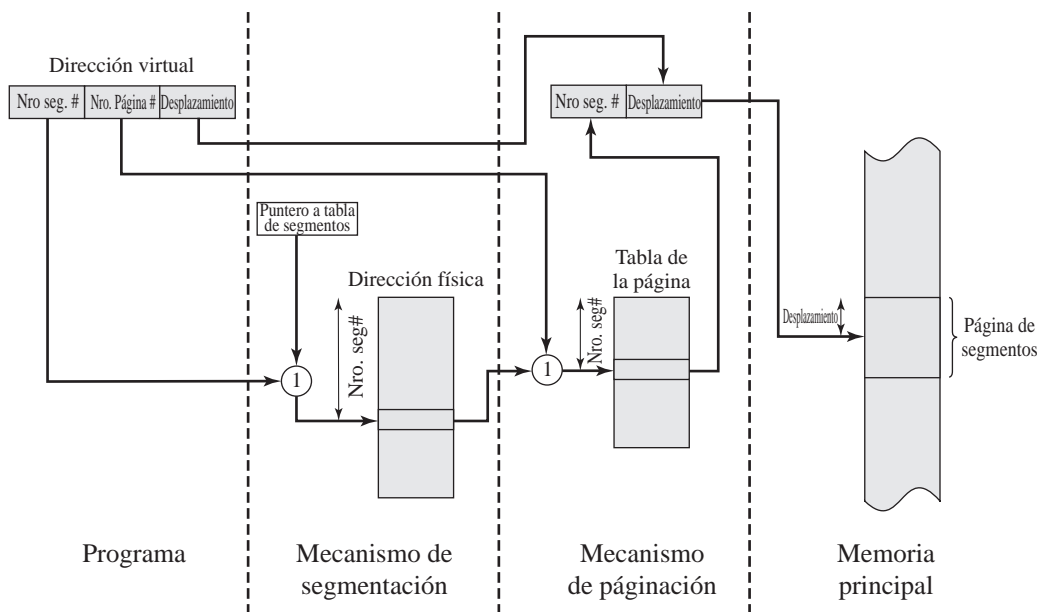 Dirección virtual
Nro seg. # Nro. Página # Desplazamiento
Nro seg. # Desplazamiento
Puntero a tabla
de segmentos
Dirección física
Nro. seg#
1
Tabla de
la página
Nro. seg#
1
Desplazamiento
Página de
segmentos
Programa
Mecanismo de
segmentación
Mecanismo
de páginación
Memoria
principal